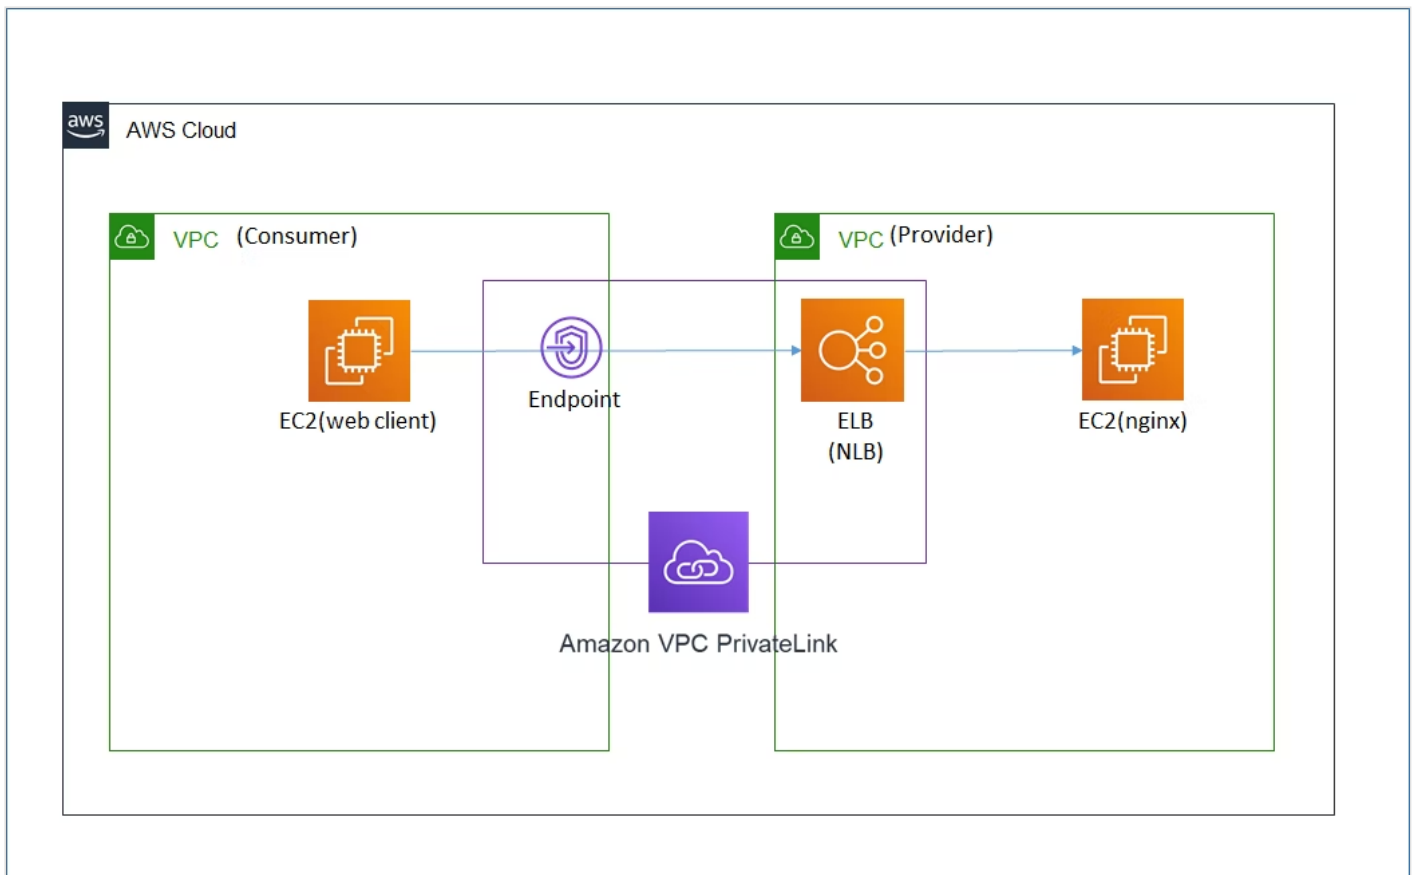 aws
AWS Cloud
VPC (Consumer)
VPC (Provider)
Endpoint
EC2(web client)
ELB
(NLB)
EC2(nginx)
Amazon VPC PrivateLink